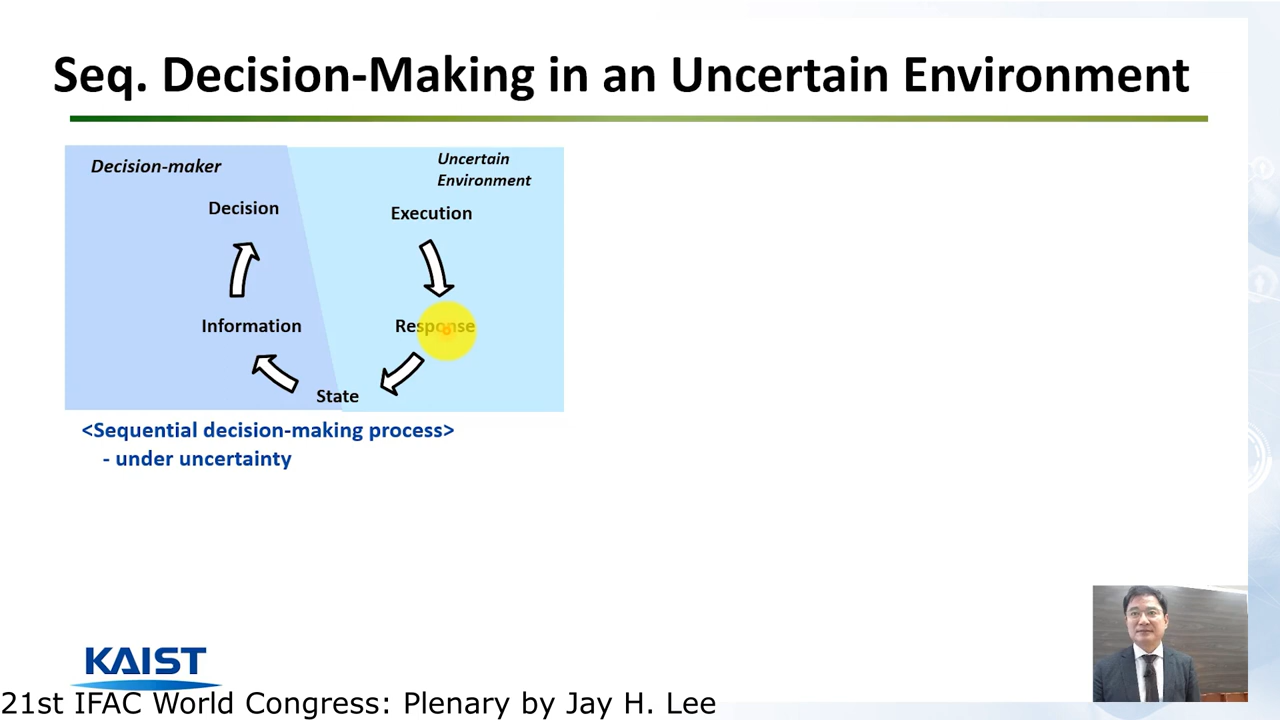 Seq. Decision-Making in an Uncertain Environment
Decision-maker
Uncertain
Environment
Decision
Execution
Information
Response
State
<Sequential decision-making process>
- under uncertainty
KAIST
21st IFAC World Congress: Plenary by Jay H. Lee